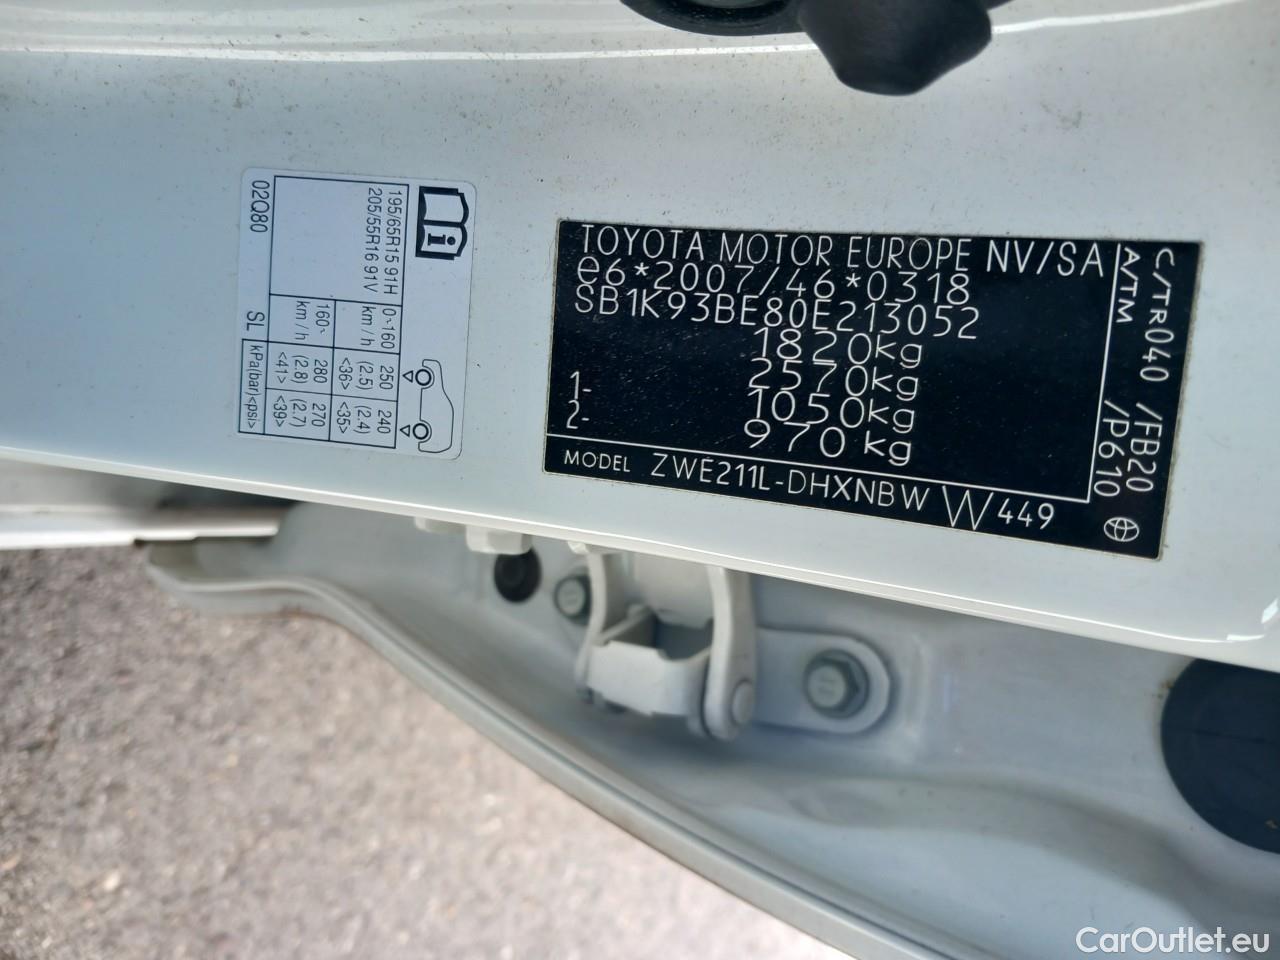 TOYOTA MOTOR EUROPE NV/SA
e6*2007/46*0318
SB1K93BE80E213052
1820kg
2570kg
1- 1050kg
2- 970kg
MODEL ZWE211L-DHXNBW W449
C/TR040 /FB20
A/TM /P610
195/65R15 91H
205/55R16 91V
0~160 km/h
250 (2.5) <36>
240 (2.4) <35>
160~ km/h
280 (2.8) <41>
270 (2.7) <39>
kPa(bar)<psi>
02Q80 SL
CarOutlet.eu